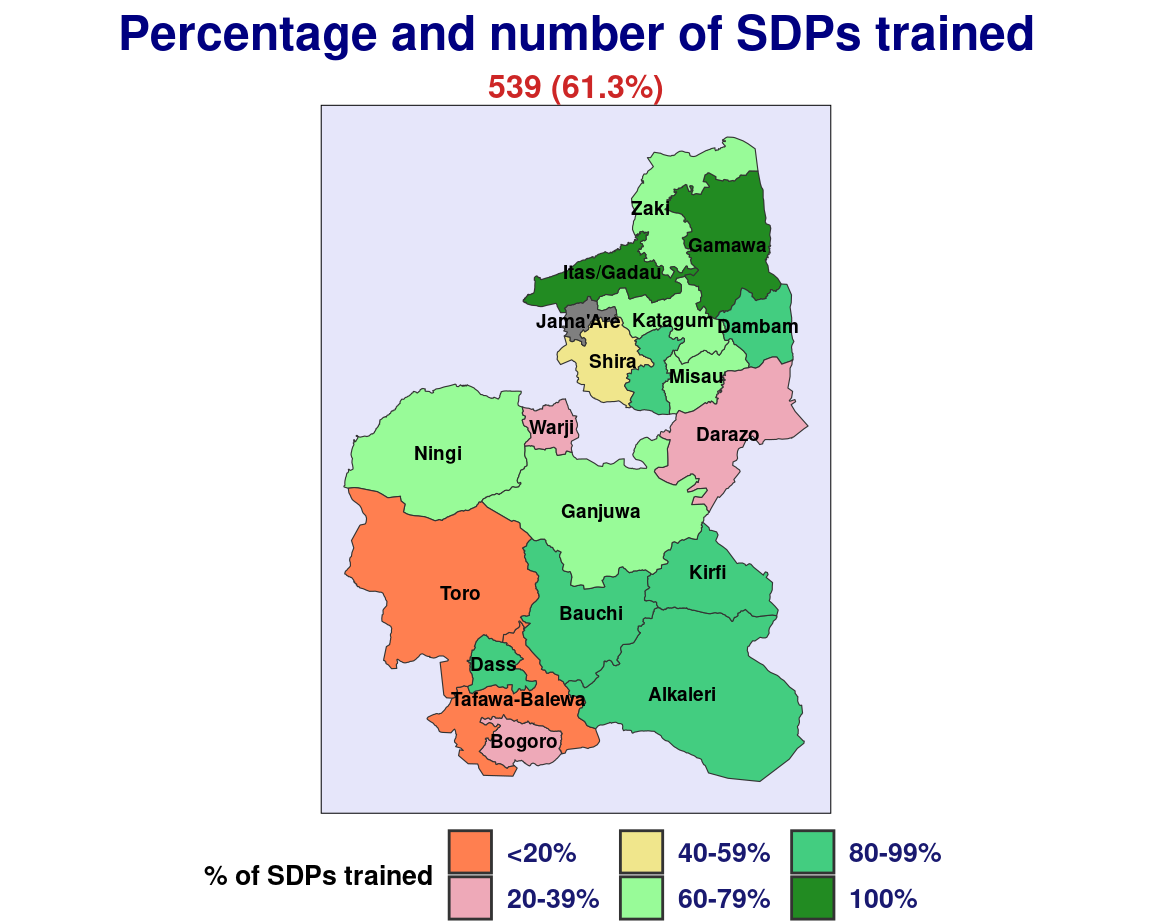 Percentage and number of SDPs trained
539 (61.3%)
Zaki
Gamawa
Itas/Gadau
Jama'Are
Katagum
Dambam
Shira
Misau
Warji
Darazo
Ningi
Ganjuwa
Kirfi
Toro
Bauchi
Dass
Alkaleri
Tafawa-Balewa
Bogoro
% of SDPs trained
<20%
40-59%
80-99%
20-39%
60-79%
100%